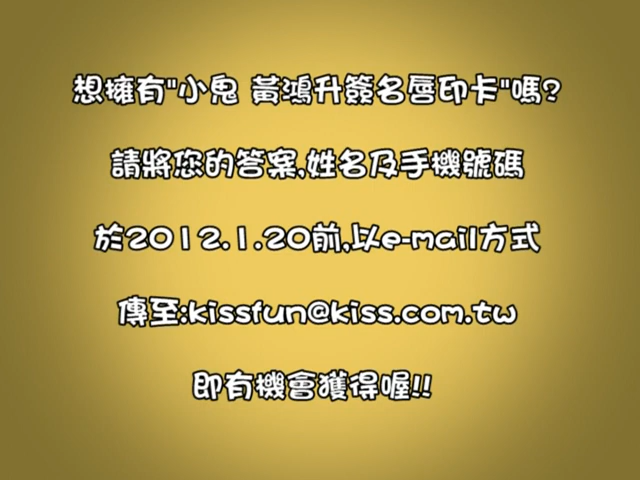 想擁有"小鬼 黃鴻升簽名唇印卡"嗎?
請將您的答案,姓名及手機號碼
於2012.1.20前,以e-mail方式
傳至:kissfun@kiss.com.tw
即有機會獲得喔!!